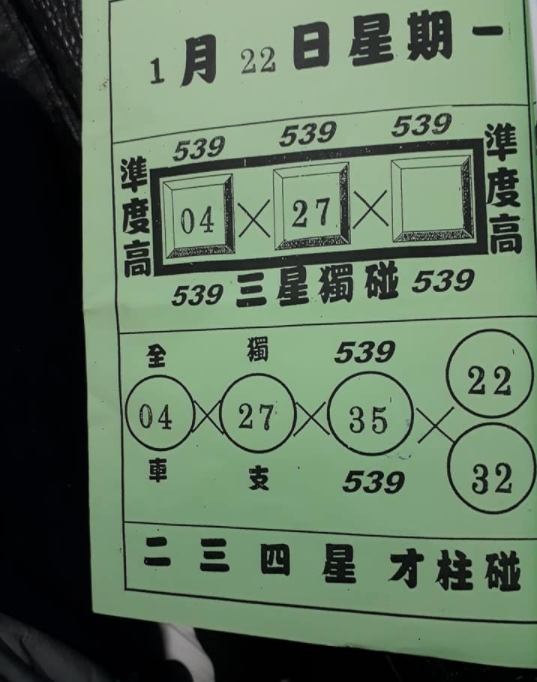 1月22日星期一
539 539 539
準度高
04×27×
準度高
539 三星獨碰 539
全 獨 539
22
04×27×35×
32
車 支 539
二三四星 才柱碰